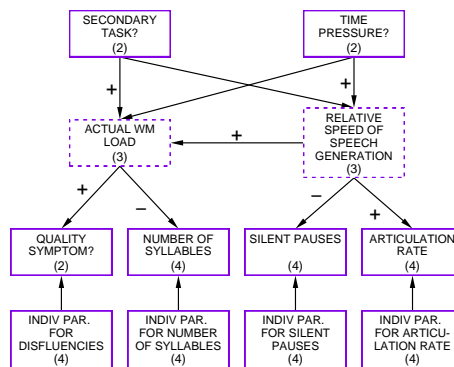 SECONDARY
TASK?
(2)
TIME
PRESSURE?
(2)
+
+
ACTUAL WM
LOAD
(3)
+
RELATIVE
SPEED OF
SPEECH
GENERATION
(3)
+
−
−
+
QUALITY
SYMPTOM?
(2)
NUMBER OF
SYLLABLES
(4)
SILENT PAUSES
(4)
ARTICULATION
RATE
(4)
INDIV PAR.
FOR
DISFLUENCIES
(4)
INDIV PAR.
FOR NUMBER
OF SYLLABLES
(4)
INDIV PAR.
FOR SILENT
PAUSES
(4)
INDIV PAR.
FOR ARTICU-
LATION RATE
(4)